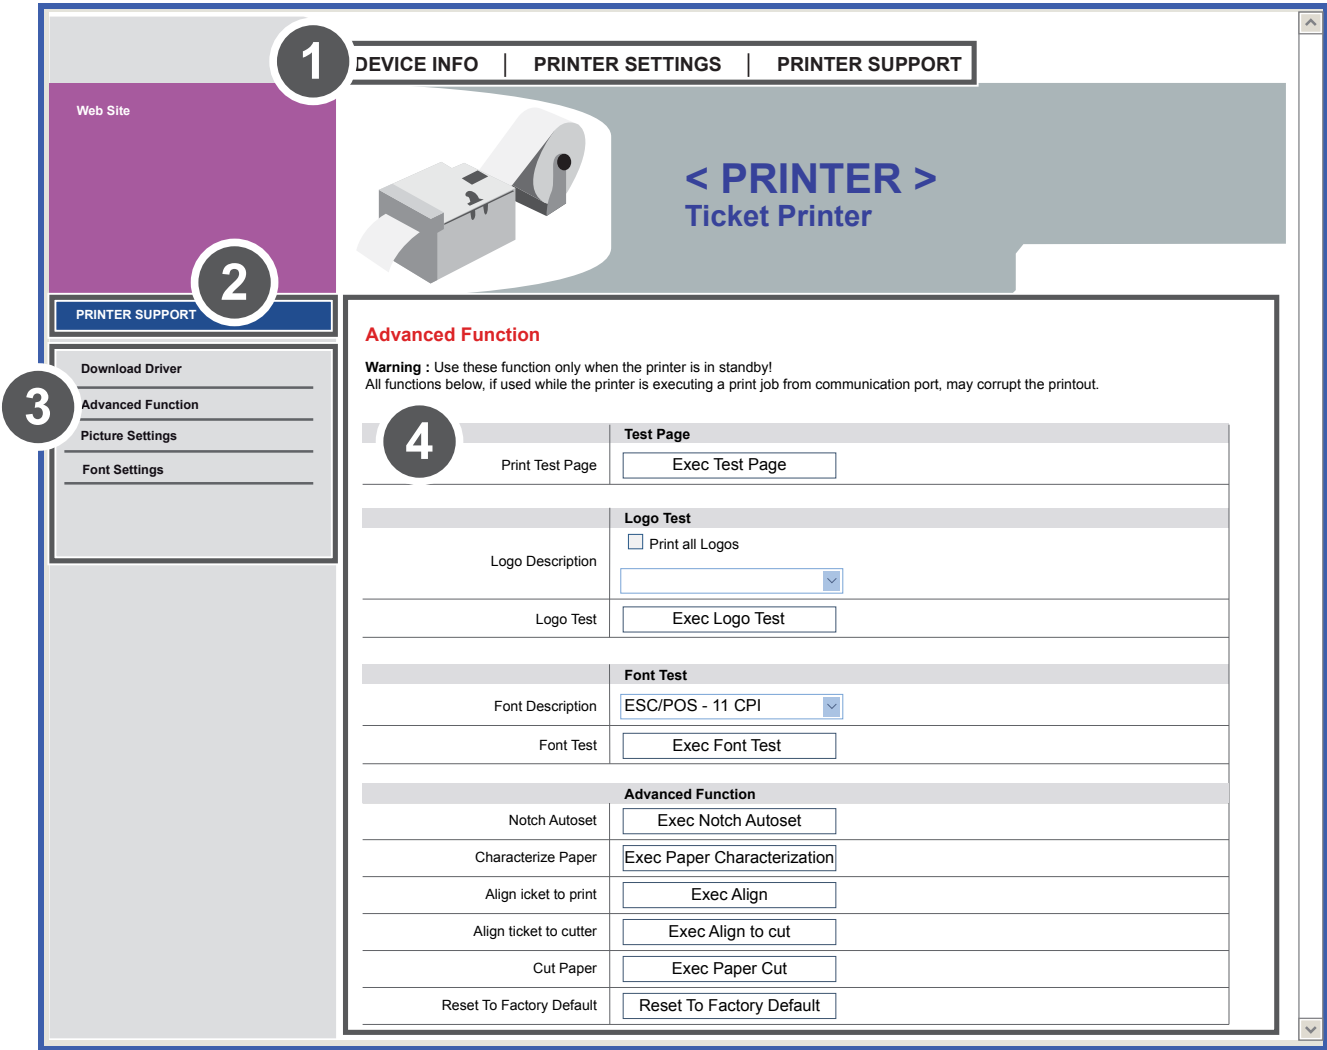 1
DEVICE INFO | PRINTER SETTINGS | PRINTER SUPPORT
Web Site
< PRINTER >
Ticket Printer
2
PRINTER SUPPORT
3
Download Driver
Advanced Function
Picture Settings
Font Settings
Advanced Function
Warning : Use these function only when the printer is in standby!
All functions below, if used while the printer is executing a print job from communication port, may corrupt the printout.
4
Test Page
Print Test Page Exec Test Page
Logo Test
Print all Logos
Logo Description
Logo Test Exec Logo Test
Font Test
Font Description ESC/POS - 11 CPI
Font Test Exec Font Test
Advanced Function
Notch Autoset Exec Notch Autoset
Characterize Paper Exec Paper Characterization
Align icket to print Exec Align
Align ticket to cutter Exec Align to cut
Cut Paper Exec Paper Cut
Reset To Factory Default Reset To Factory Default